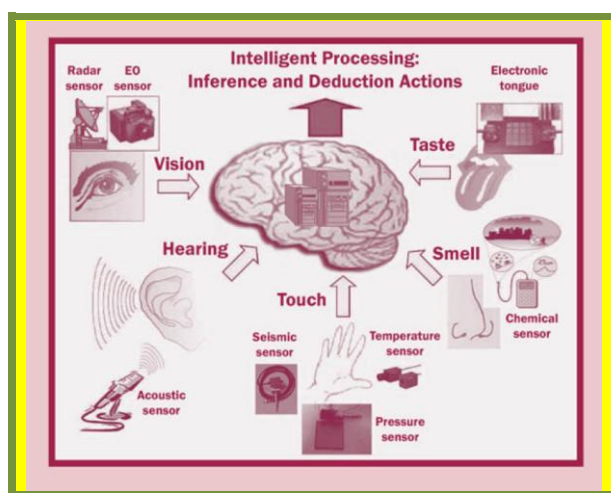 Intelligent Processing:
Inference and Deduction Actions
Radar
sensor
EO
sensor
Electronic
tongue
Vision
Taste
Hearing
Smell
Touch
Chemical
sensor
Seismic
sensor
Temperature
sensor
Acoustic
sensor
Pressure
sensor